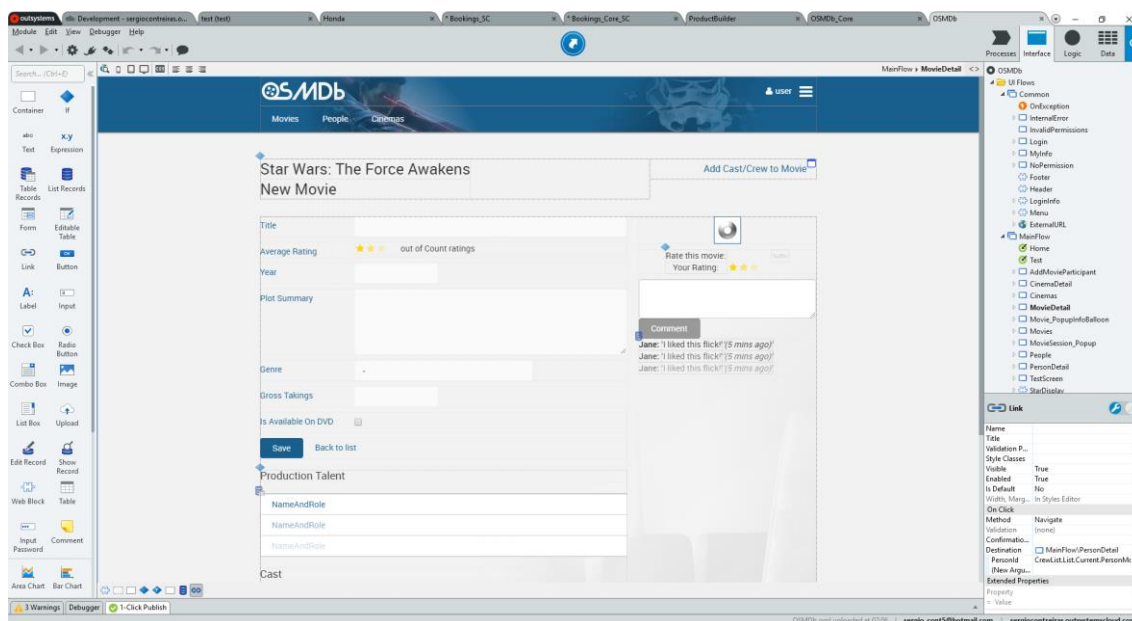 outsystems
Development - sergiocontreiras.o...
test (test)
Honda
* Bookings_SC
* Bookings_Core_SC
ProductBuilder
OSMDb_Core
OSMDb
Module Edit View Debugger Help
Processes Interface Logic Data
Search... (Ctrl+E)
MainFlow ▸ MovieDetail
Container If
Text Expression
Table Records List Records
Form Editable Table
Link Button
Label Input
Check Box Radio Button
Combo Box Image
List Box Upload
Edit Record Show Record
Web Block Table
Input Password Comment
Area Chart Bar Chart
OSMDb
user
Movies People Cinemas
Star Wars: The Force Awakens
New Movie
Add Cast/Crew to Movie
Title
Average Rating out of Count ratings
Year
Plot Summary
Genre -
Gross Takings
Is Available On DVD
Save Back to list
Production Talent
NameAndRole
NameAndRole
NameAndRole
Cast
Rate this movie:
Your Rating:
Comment
Jane: 'I liked this flick!' (5 mins ago)'
Jane: 'I liked this flick!' (5 mins ago)'
Jane: 'I liked this flick!' (5 mins ago)'
OSMDb
UI Flows
Common
OnException
InternalError
InvalidPermissions
Login
MyInfo
NoPermission
Footer
Header
LoginInfo
Menu
ExternalURL
MainFlow
Home
Test
AddMovieParticipant
CinemaDetail
Cinemas
MovieDetail
Movie_PopupInfoBalloon
Movies
MovieSession_Popup
People
PersonDetail
TestScreen
StarDisplay
Link
Name
Title
Validation P...
Style Classes
Visible True
Enabled True
Is Default No
Width, Marg... In Styles Editor
On Click
Method Navigate
Validation (none)
Confirmatio...
Destination MainFlow\PersonDetail
PersonId CrewList.List.Current.PersonMo
(New Argu...
Extended Properties
Property
= Value
3 Warnings Debugger 1-Click Publish